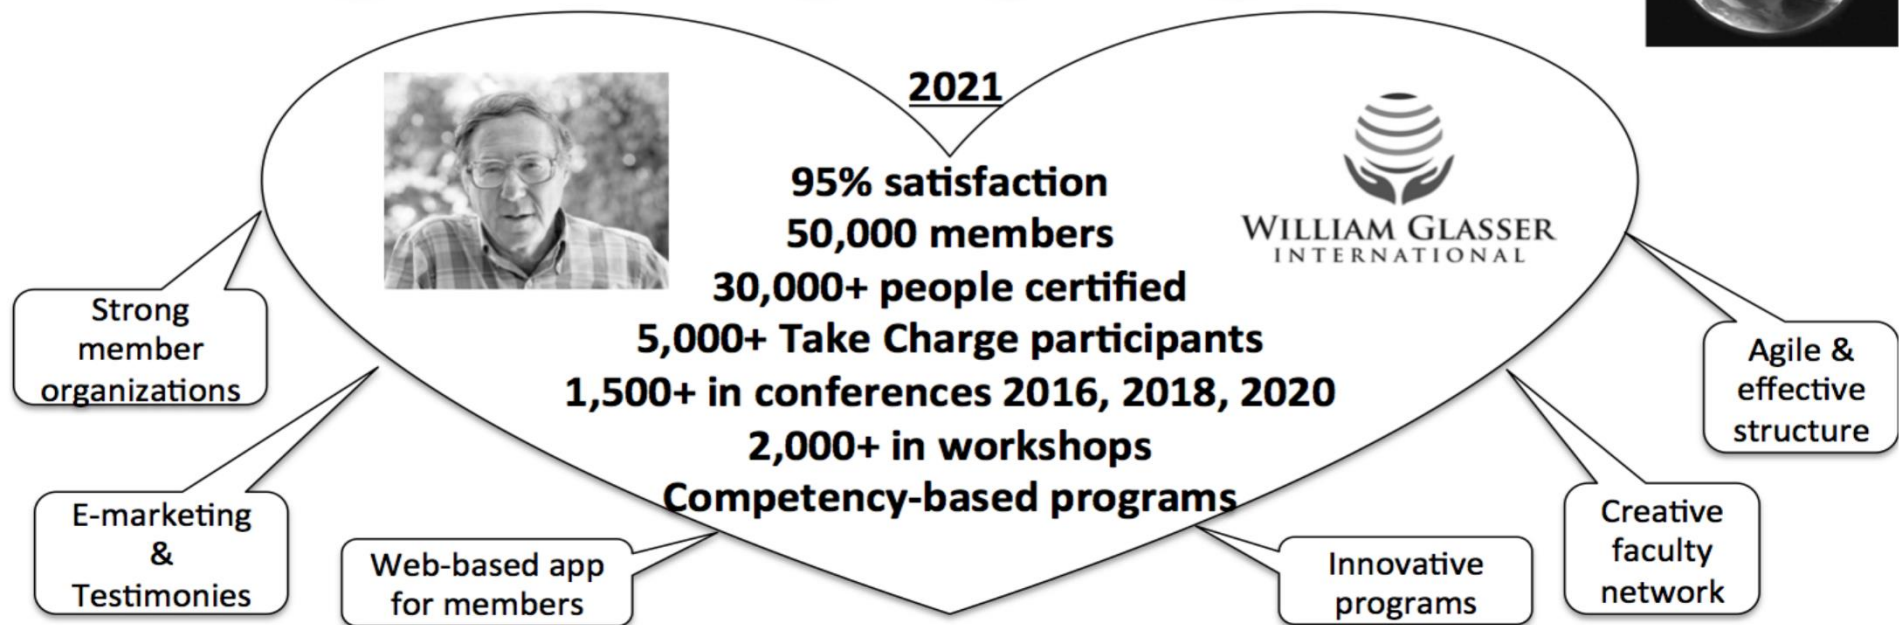 2021
95% satisfaction
50,000 members
WILLIAM GLASSER
INTERNATIONAL
30,000+ people certified
5,000+ Take Charge participants
1,500+ in conferences 2016, 2018, 2020
2,000+ in workshops
Competency-based programs
Strong
member
organizations
E-marketing
&
Testimonies
Web-based app
for members
Innovative
programs
Creative
faculty
network
Agile &
effective
structure